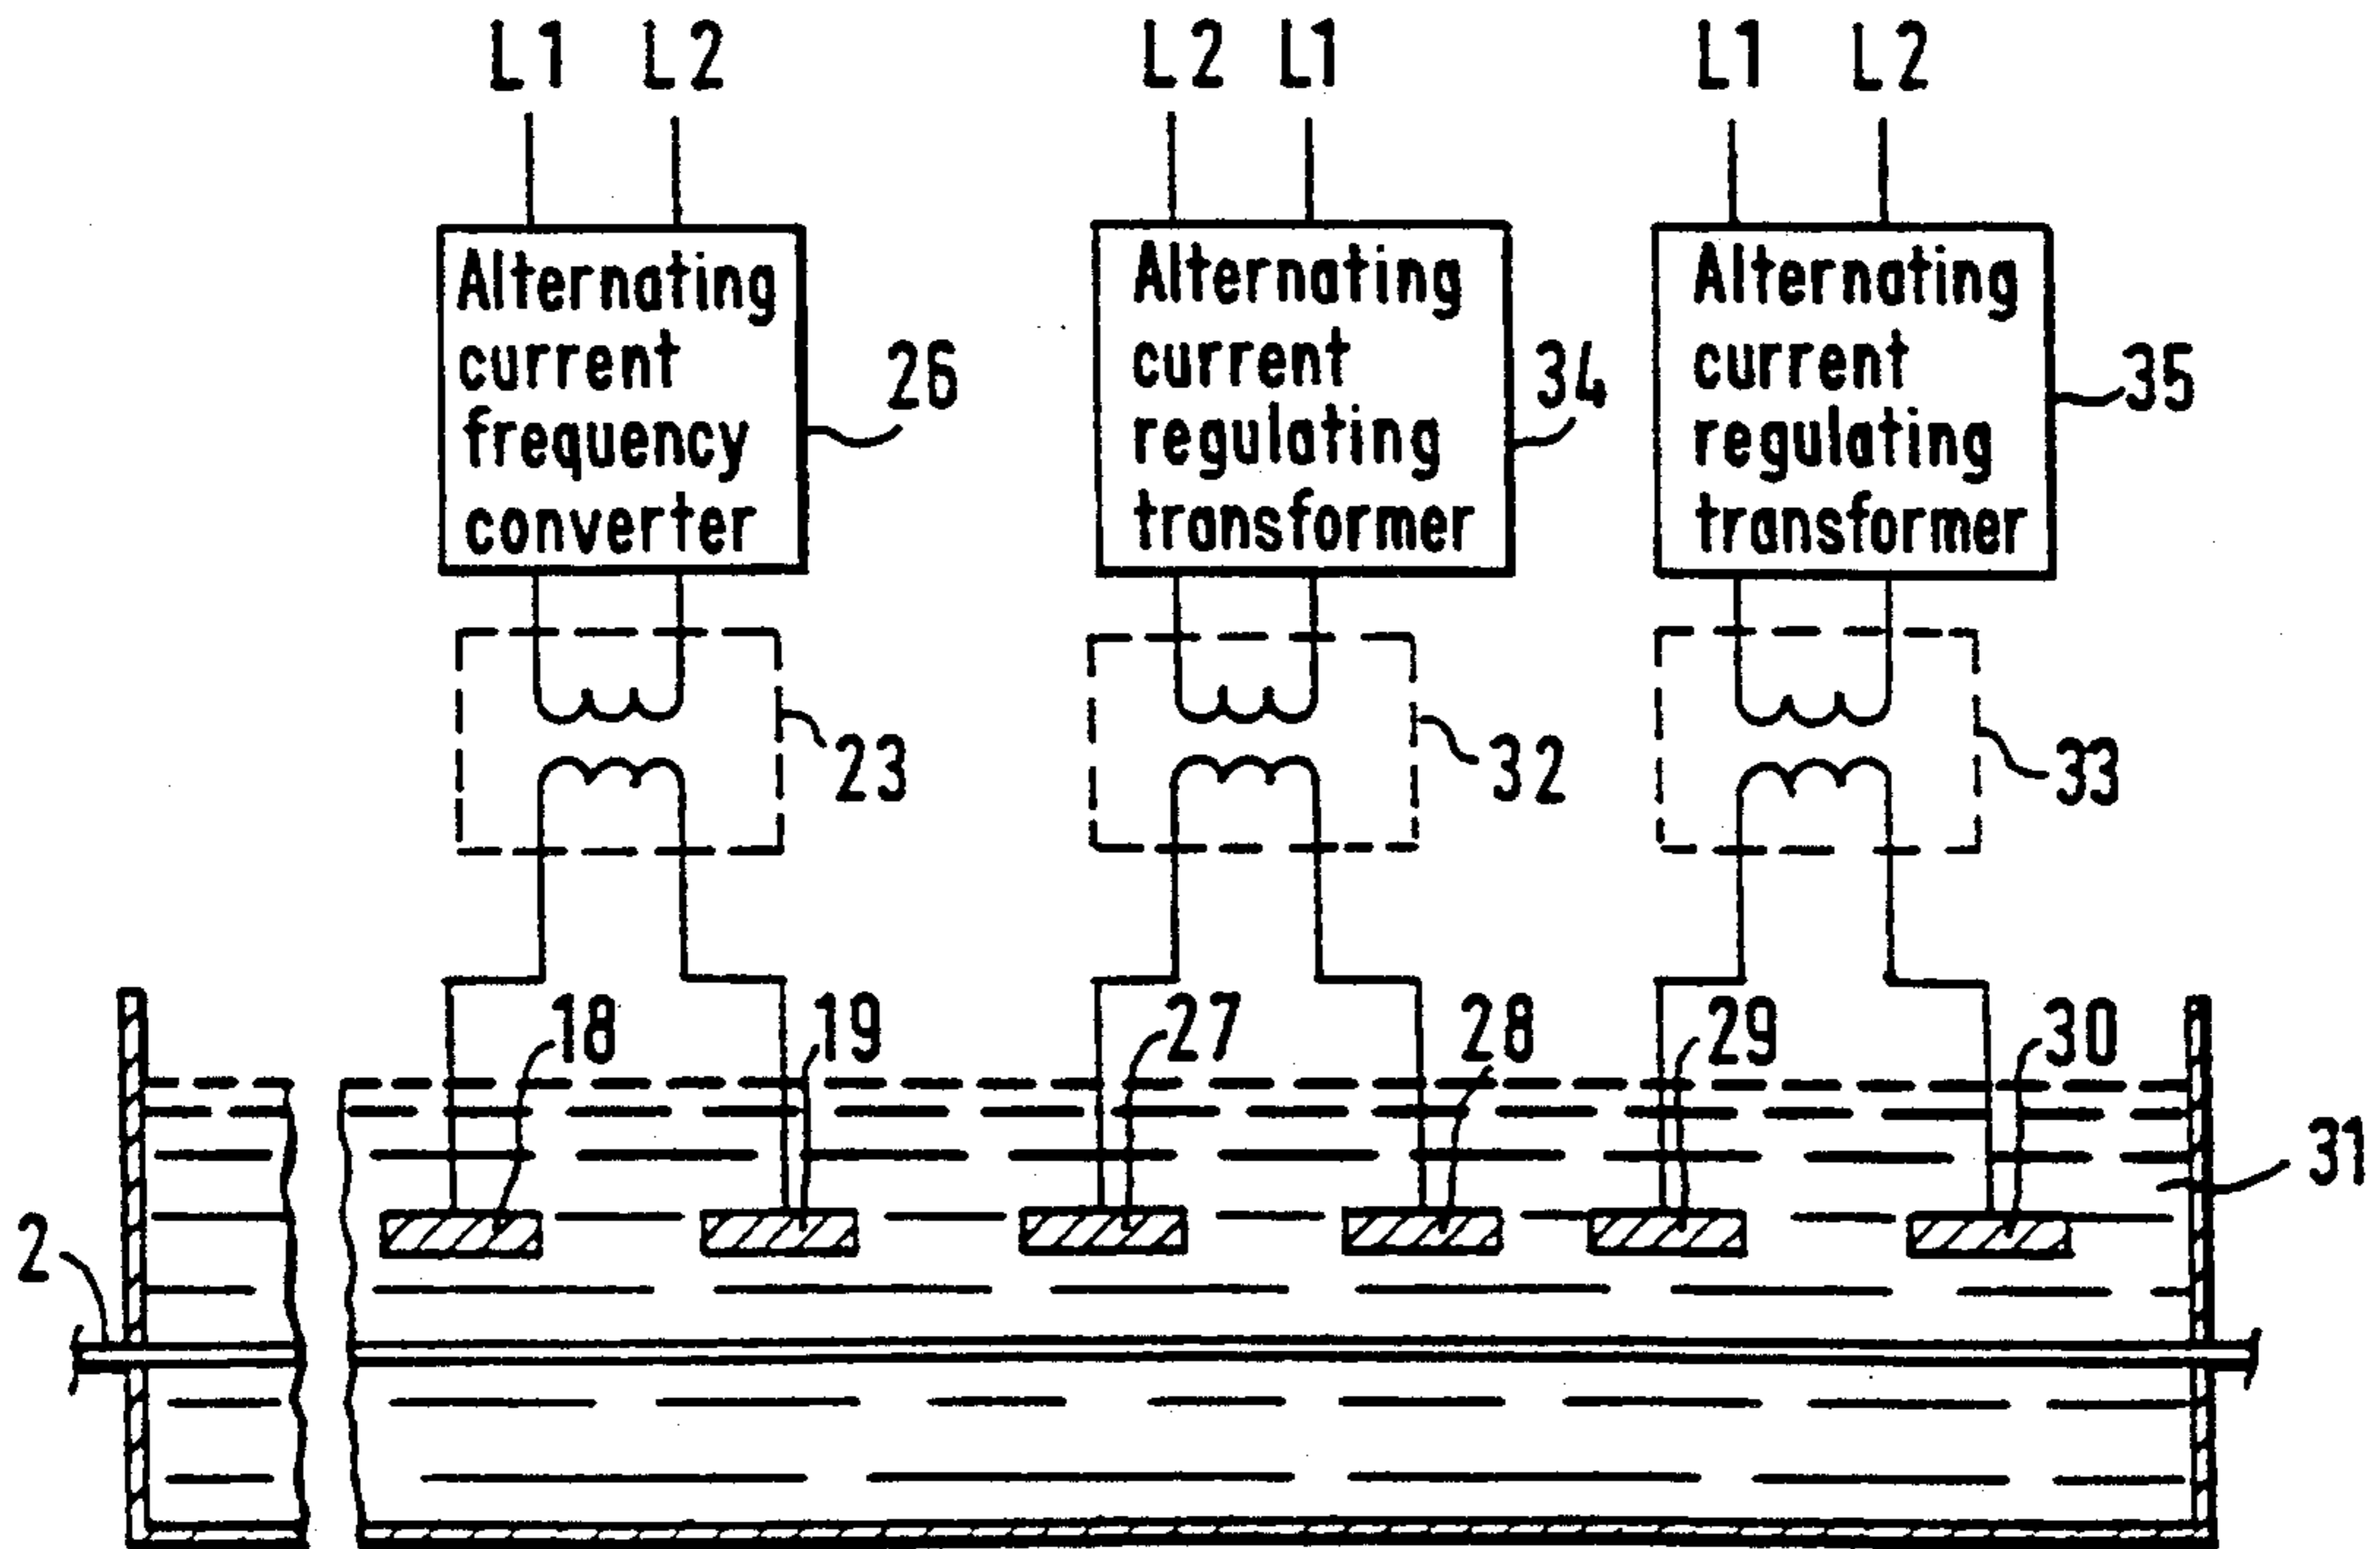 L1 L2 L2 L1 L1 L2
Alternating
current
frequency
converter
26
Alternating
current
regulating
transformer
34
Alternating
current
regulating
transformer
35
23 32 33
18 19 27 28 29 30
31
2